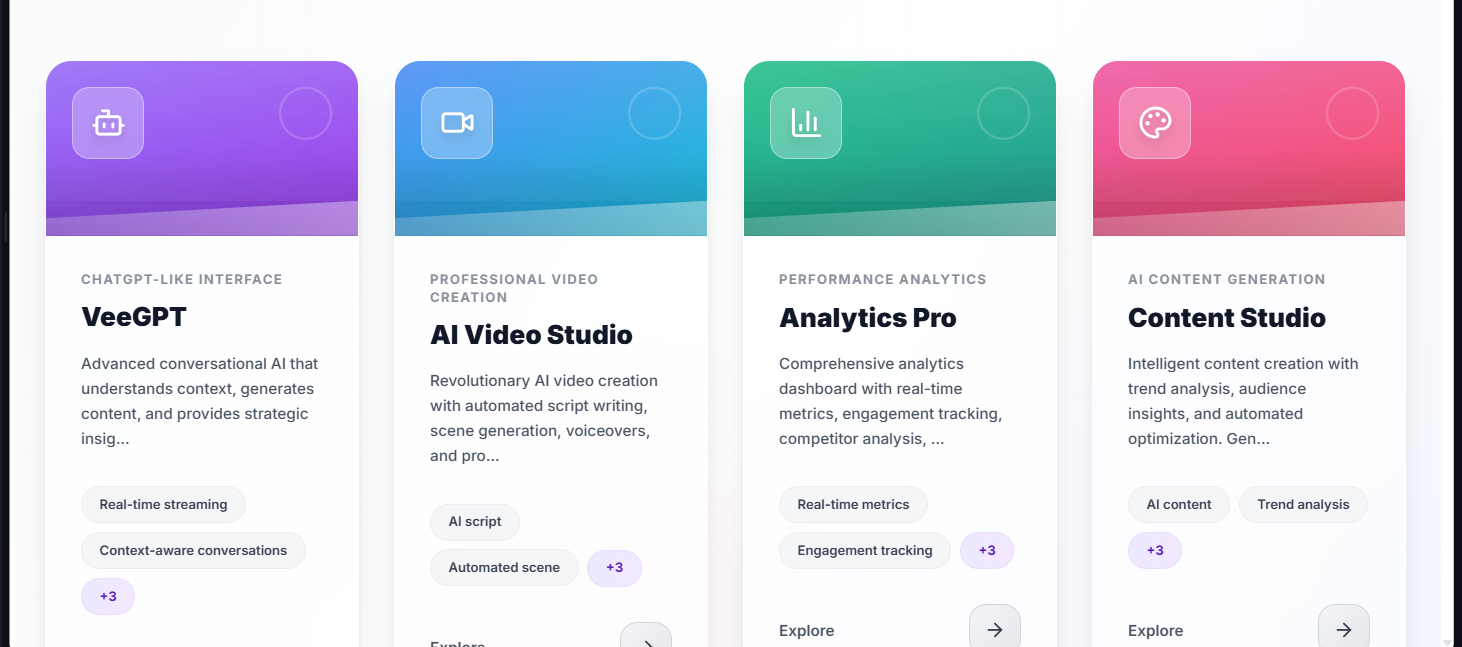 CHATGPT-LIKE INTERFACE
VeeGPT
Advanced conversational AI that
understands context, generates
content, and provides strategic
insig...
Real-time streaming
Context-aware conversations
+3
PROFESSIONAL VIDEO
CREATION
AI Video Studio
Revolutionary AI video creation
with automated script writing,
scene generation, voiceovers,
and pro...
AI script
Automated scene
+3
Explore
PERFORMANCE ANALYTICS
Analytics Pro
Comprehensive analytics
dashboard with real-time
metrics, engagement tracking,
competitor analysis, ...
Real-time metrics
Engagement tracking
+3
Explore
AI CONTENT GENERATION
Content Studio
Intelligent content creation with
trend analysis, audience
insights, and automated
optimization. Gen...
AI content
Trend analysis
+3
Explore